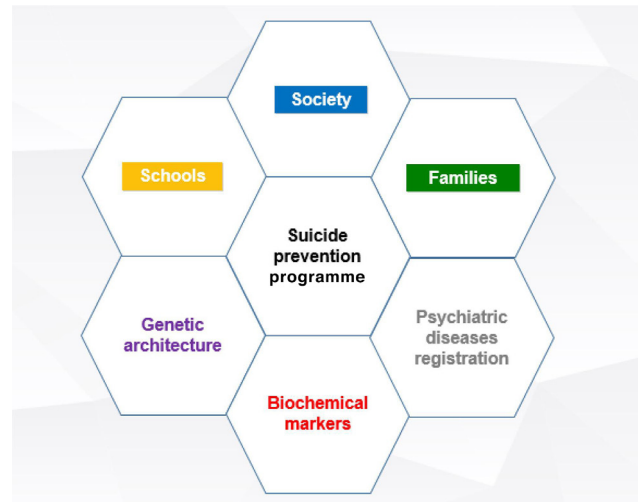 Society
Schools
Families
Suicide
prevention
programme
Genetic
architecture
Psychiatric
diseases
registration
Biochemical
markers